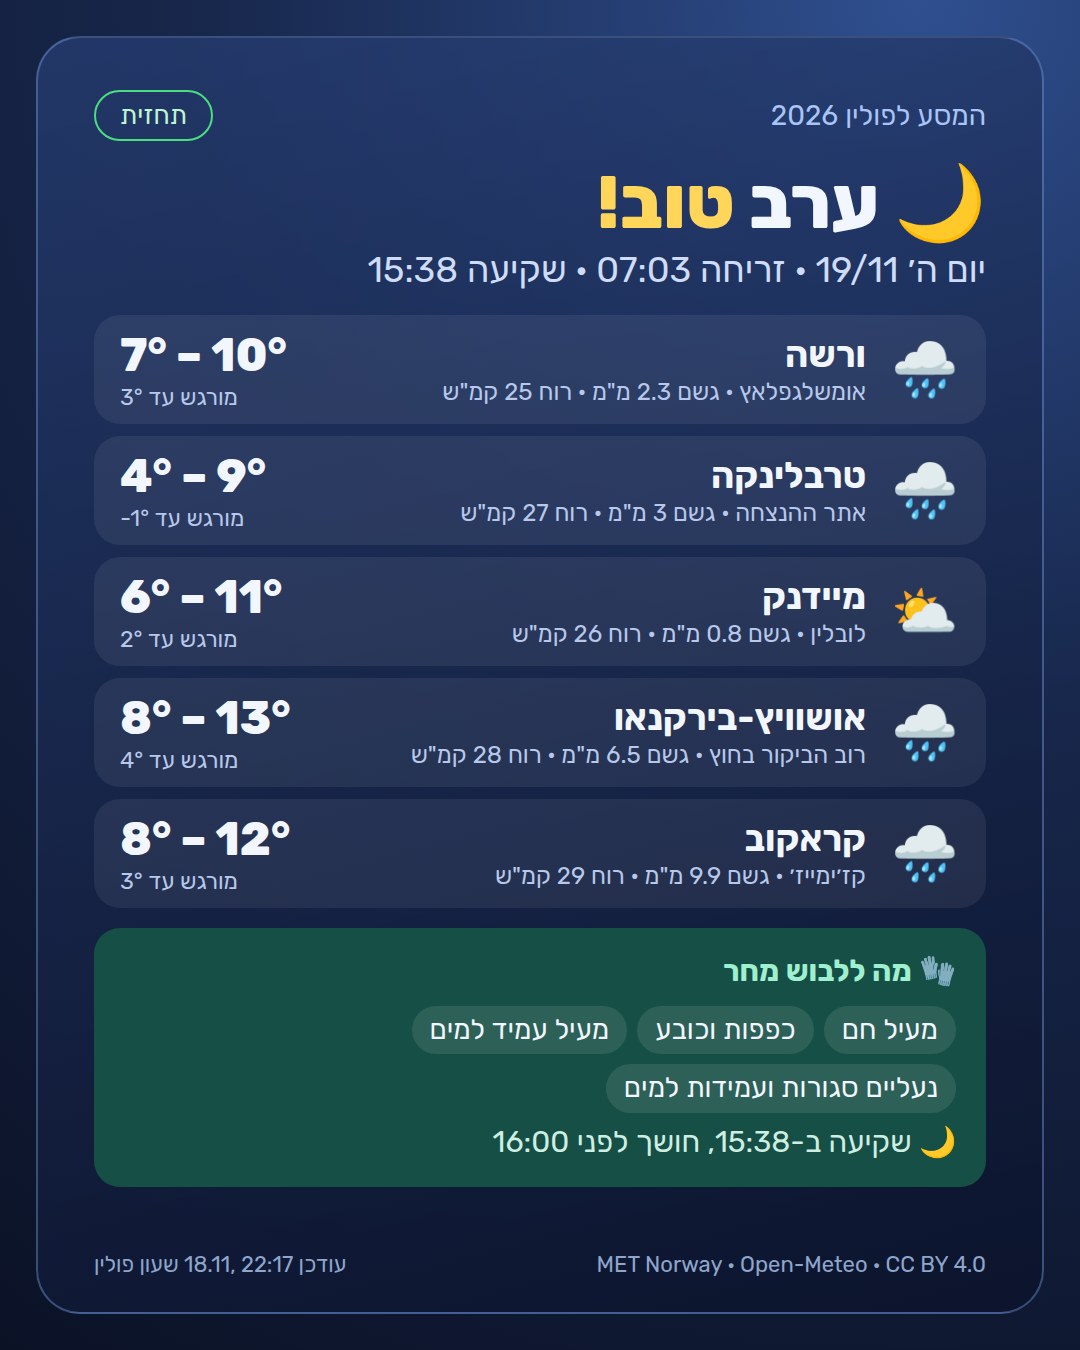 המסע לפולין 2026
תחזית
ערב טוב!
יום ה׳ 19/11 • זריחה 07:03 • שקיעה 15:38
ורשה
אומשלגפלאץ • גשם 2.3 מ"מ • רוח 25 קמ"ש
7° – 10°
מורגש עד 3°
טרבלינקה
אתר ההנצחה • גשם 3 מ"מ • רוח 27 קמ"ש
4° – 9°
מורגש עד -1°
מיידנק
לובלין • גשם 0.8 מ"מ • רוח 26 קמ"ש
6° – 11°
מורגש עד 2°
אושוויץ-בירקנאו
רוב הביקור בחוץ • גשם 6.5 מ"מ • רוח 28 קמ"ש
8° – 13°
מורגש עד 4°
קראקוב
קז׳ימייז׳ • גשם 9.9 מ"מ • רוח 29 קמ"ש
8° – 12°
מורגש עד 3°
מה ללבוש מחר
מעיל חם
כפפות וכובע
מעיל עמיד למים
נעליים סגורות ועמידות למים
שקיעה ב-15:38, חושך לפני 16:00
MET Norway • Open-Meteo • CC BY 4.0
עודכן 22:17 ,18.11 שעון פולין